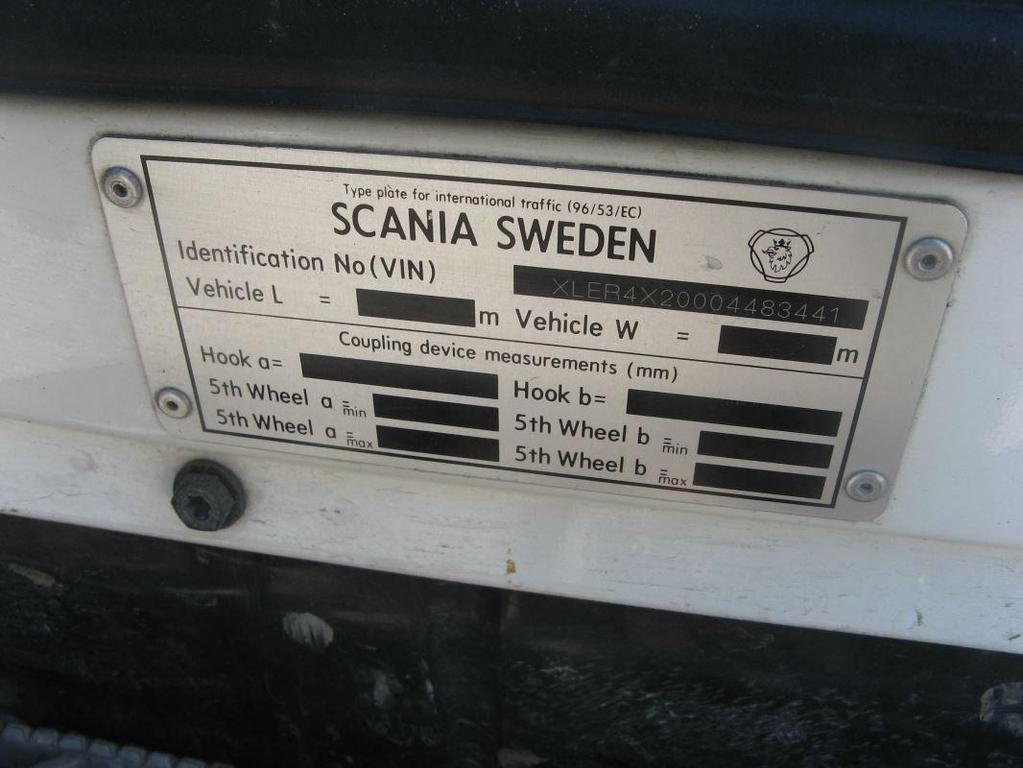 Type plate for international traffic (96/53/EC)
SCANIA SWEDEN
Identification No (VIN) XLER4X20004483441
Vehicle L = m Vehicle W = m
Coupling device measurements (mm)
Hook a= Hook b=
5th Wheel a = min 5th Wheel b = min
5th Wheel a = max 5th Wheel b = max